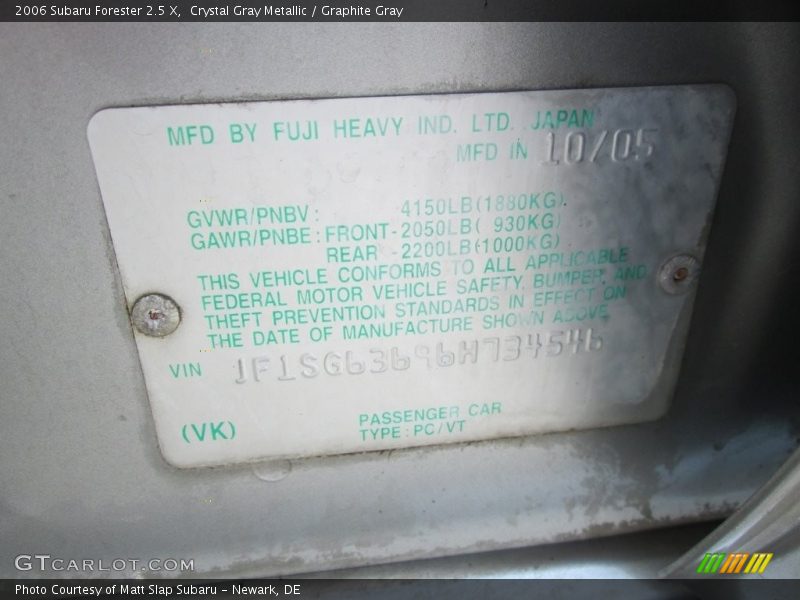 2006 Subaru Forester 2.5 X, Crystal Gray Metallic / Graphite Gray
MFD BY FUJI HEAVY IND. LTD. JAPAN
MFD IN 10/05
GVWR/PNBV: 4150LB(1880KG)
GAWR/PNBE: FRONT-2050LB( 930KG)
REAR -2200LB(1000KG)
THIS VEHICLE CONFORMS TO ALL APPLICABLE
FEDERAL MOTOR VEHICLE SAFETY, BUMPER, AND
THEFT PREVENTION STANDARDS IN EFFECT ON
THE DATE OF MANUFACTURE SHOWN ABOVE
VIN JF1SG63696H734546
(VK) PASSENGER CAR
TYPE:PC/VT
GTCARLOT.COM
Photo Courtesy of Matt Slap Subaru - Newark, DE